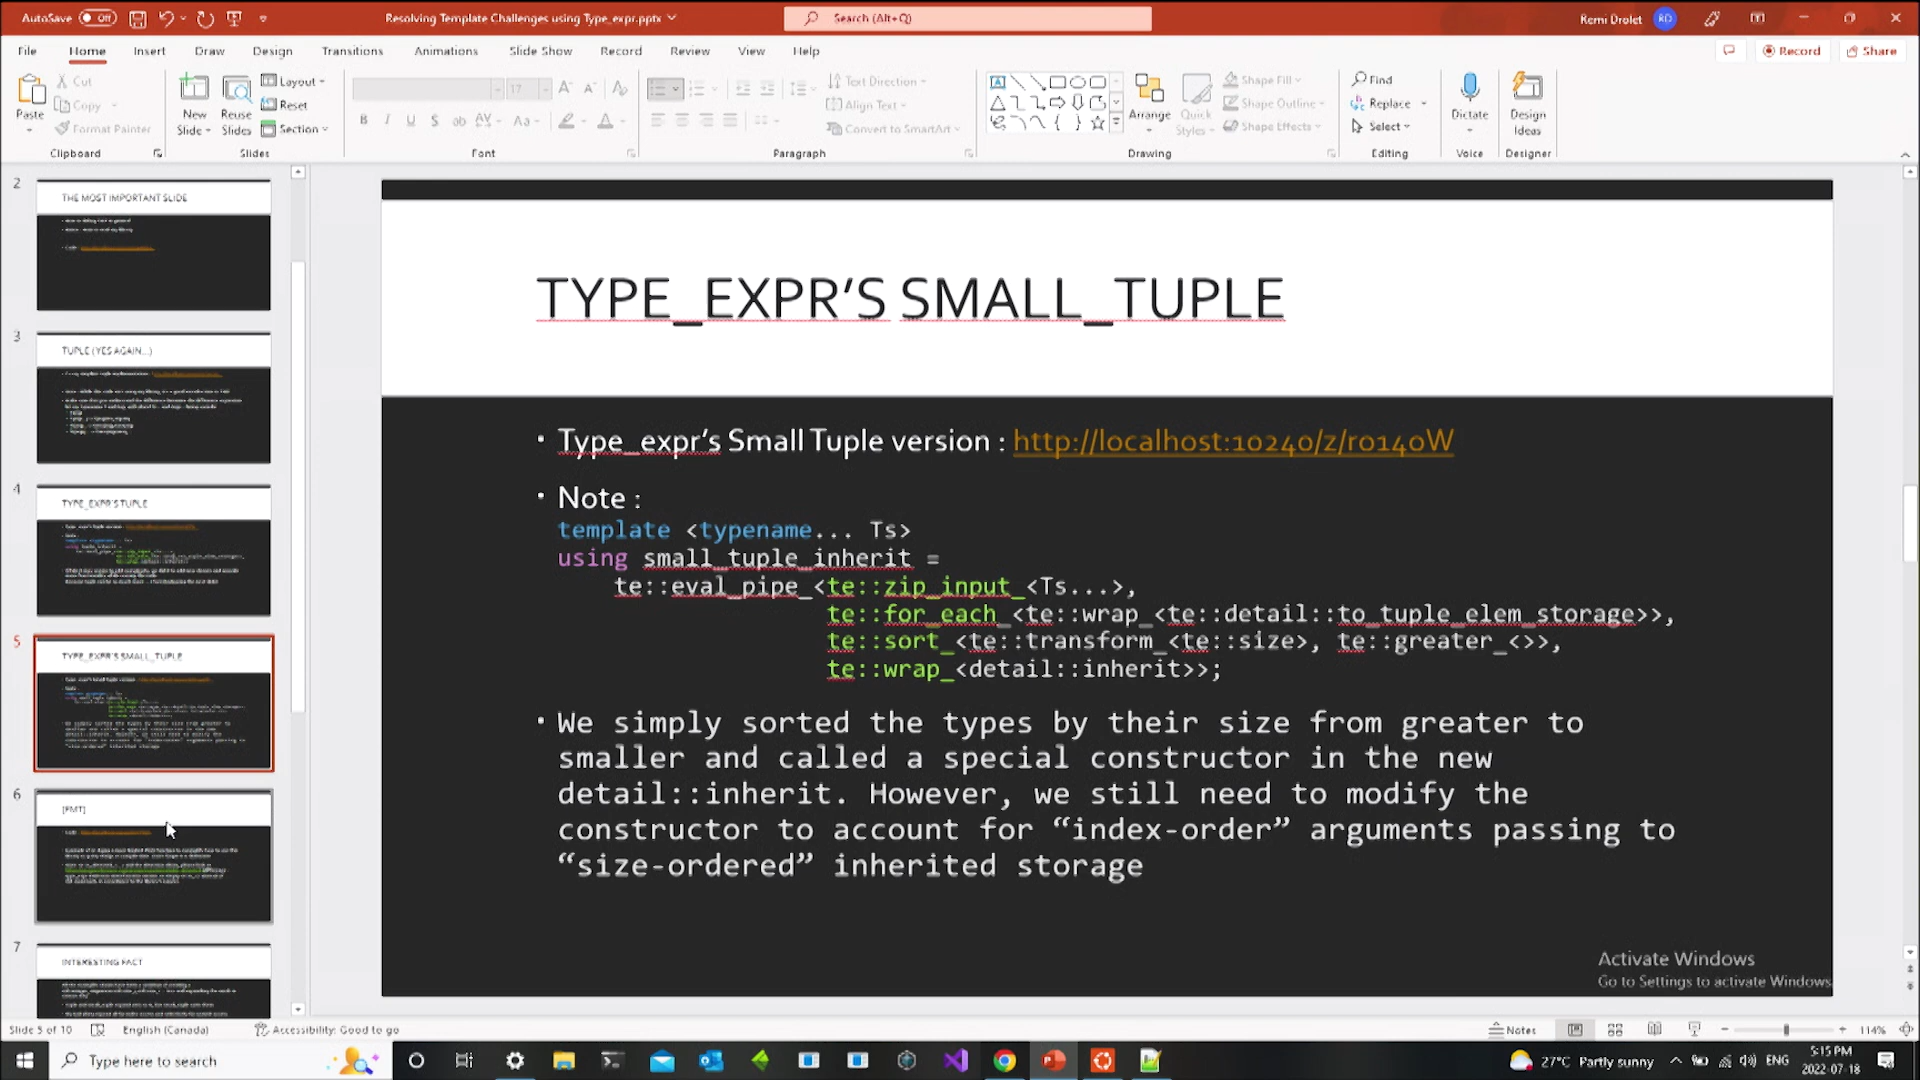 AutoSave Off
Resolving Template Challenges using Type_expr.pptx
Search (Alt+Q)
Remi Drolet RD
File Home Insert Draw Design Transitions Animations Slide Show Record Review View Help
Record Share
Paste
Cut
Copy
Format Painter
Clipboard
New Slide
Reuse Slides
Layout
Reset
Section
Slides
17
Font
Text Direction
Align Text
Convert to SmartArt
Paragraph
Arrange
Quick Styles
Shape Fill
Shape Outline
Shape Effects
Drawing
Find
Replace
Select
Editing
Dictate
Voice
Design Ideas
Designer
2
THE MOST IMPORTANT SLIDE
3
TUPLE (YES AGAIN...)
4
TYPE_EXPR'S TUPLE
5
TYPE_EXPR'S SMALL_TUPLE
6
[FMT]
7
INTERESTING FACT
TYPE_EXPR'S SMALL_TUPLE
• Type_expr's Small Tuple version : http://localhost:10240/z/ro140W
• Note :
template <typename... Ts>
using small_tuple_inherit =
te::eval_pipe_<te::zip_input_<Ts...>,
te::for_each_<te::wrap_<te::detail::to_tuple_elem_storage>>,
te::sort_<te::transform_<te::size>, te::greater_<>>,
te::wrap_<detail::inherit>>;
• We simply sorted the types by their size from greater to
smaller and called a special constructor in the new
detail::inherit. However, we still need to modify the
constructor to account for “index-order” arguments passing to
“size-ordered” inherited storage
Activate Windows
Go to Settings to activate Windows
Slide 5 of 10 English (Canada) Accessibility: Good to go
Notes 114%
Type here to search
27°C Partly sunny ENG
5:15 PM
2022-07-18